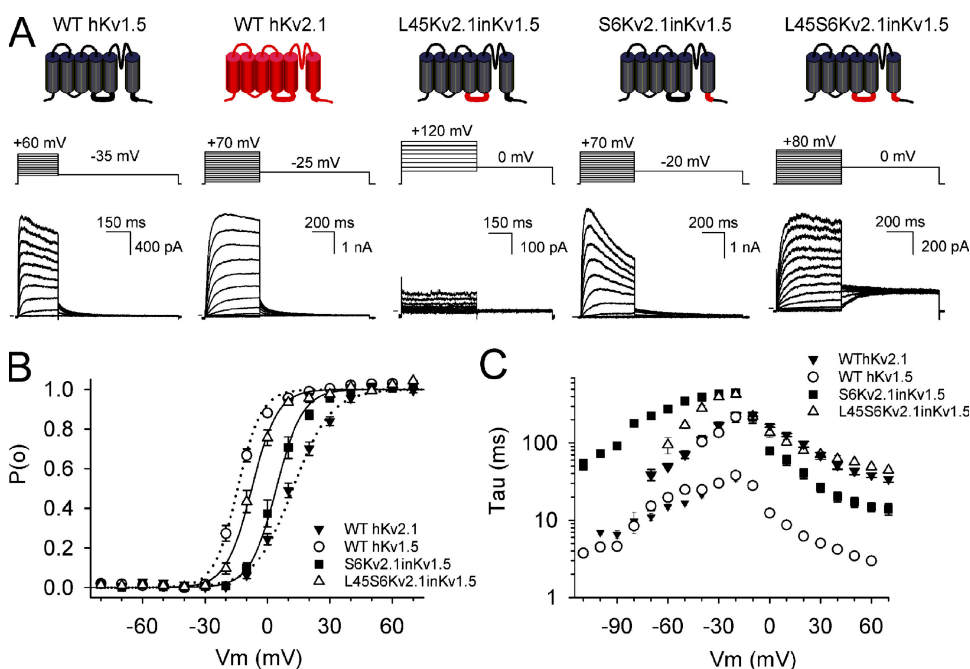 A
WT hKv1.5 WT hKv2.1 L45Kv2.1inKv1.5 S6Kv2.1inKv1.5 L45S6Kv2.1inKv1.5
+60 mV -35 mV +70 mV -25 mV +120 mV 0 mV +70 mV -20 mV +80 mV 0 mV
150 ms 200 ms 150 ms 200 ms 200 ms
400 pA 1 nA 100 pA 1 nA 200 pA
B
P(o)
1.0
0.8
0.6
0.4
0.2
0.0
WT hKv2.1
WT hKv1.5
S6Kv2.1inKv1.5
L45S6Kv2.1inKv1.5
-60 -30 0 30 60
Vm (mV)
C
Tau (ms)
100
10
1
WThKv2.1
WT hKv1.5
S6Kv2.1inKv1.5
L45S6Kv2.1inKv1.5
-90 -60 -30 0 30 60
Vm (mV)